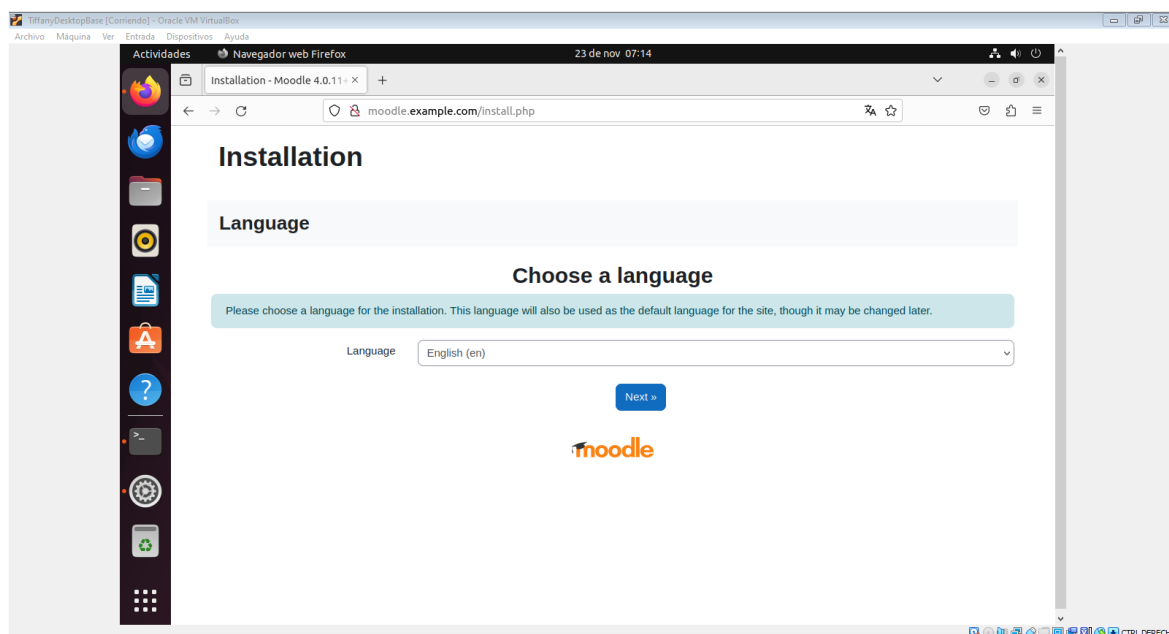 TiffanyDesktopBase [Corriendo] - Oracle VM VirtualBox
Archivo Máquina Ver Entrada Dispositivos Ayuda
Actividades Navegador web Firefox 23 de nov 07:14
Installation - Moodle 4.0.11+
moodle.example.com/install.php
Installation
Language
Choose a language
Please choose a language for the installation. This language will also be used as the default language for the site, though it may be changed later.
Language English (en)
Next »
moodle
CTRL DERECH